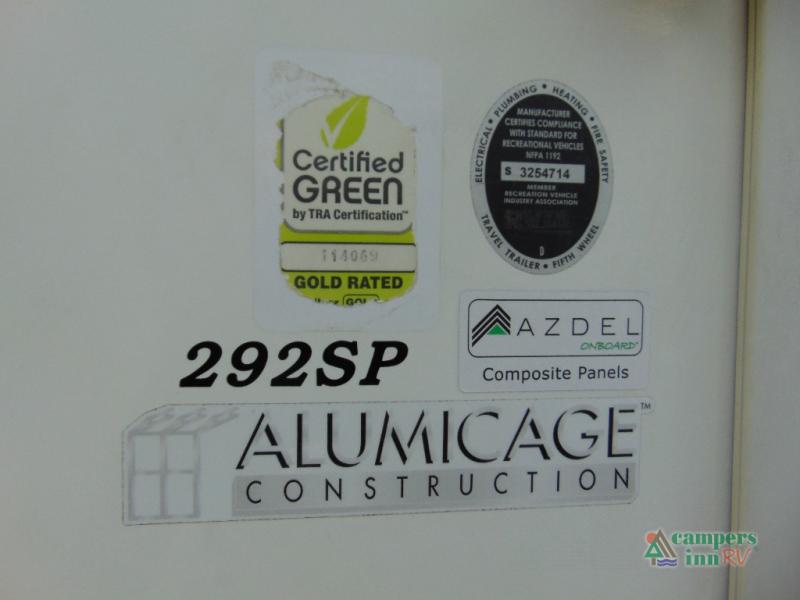 Certified
GREEN
by TRA Certification™
114069
GOLD RATED
ELECTRICAL • PLUMBING • HEATING • FIRE SAFETY
MANUFACTURER
CERTIFIES COMPLIANCE
WITH STANDARD FOR
RECREATIONAL VEHICLES
NFPA 1192
S 3254714
MEMBER
RECREATION VEHICLE
INDUSTRY ASSOCIATION
D
TRAVEL TRAILER • FIFTH WHEEL
AZDEL
ONBOARD
Composite Panels
292SP
ALUMICAGE™
CONSTRUCTION
campers
inn RV